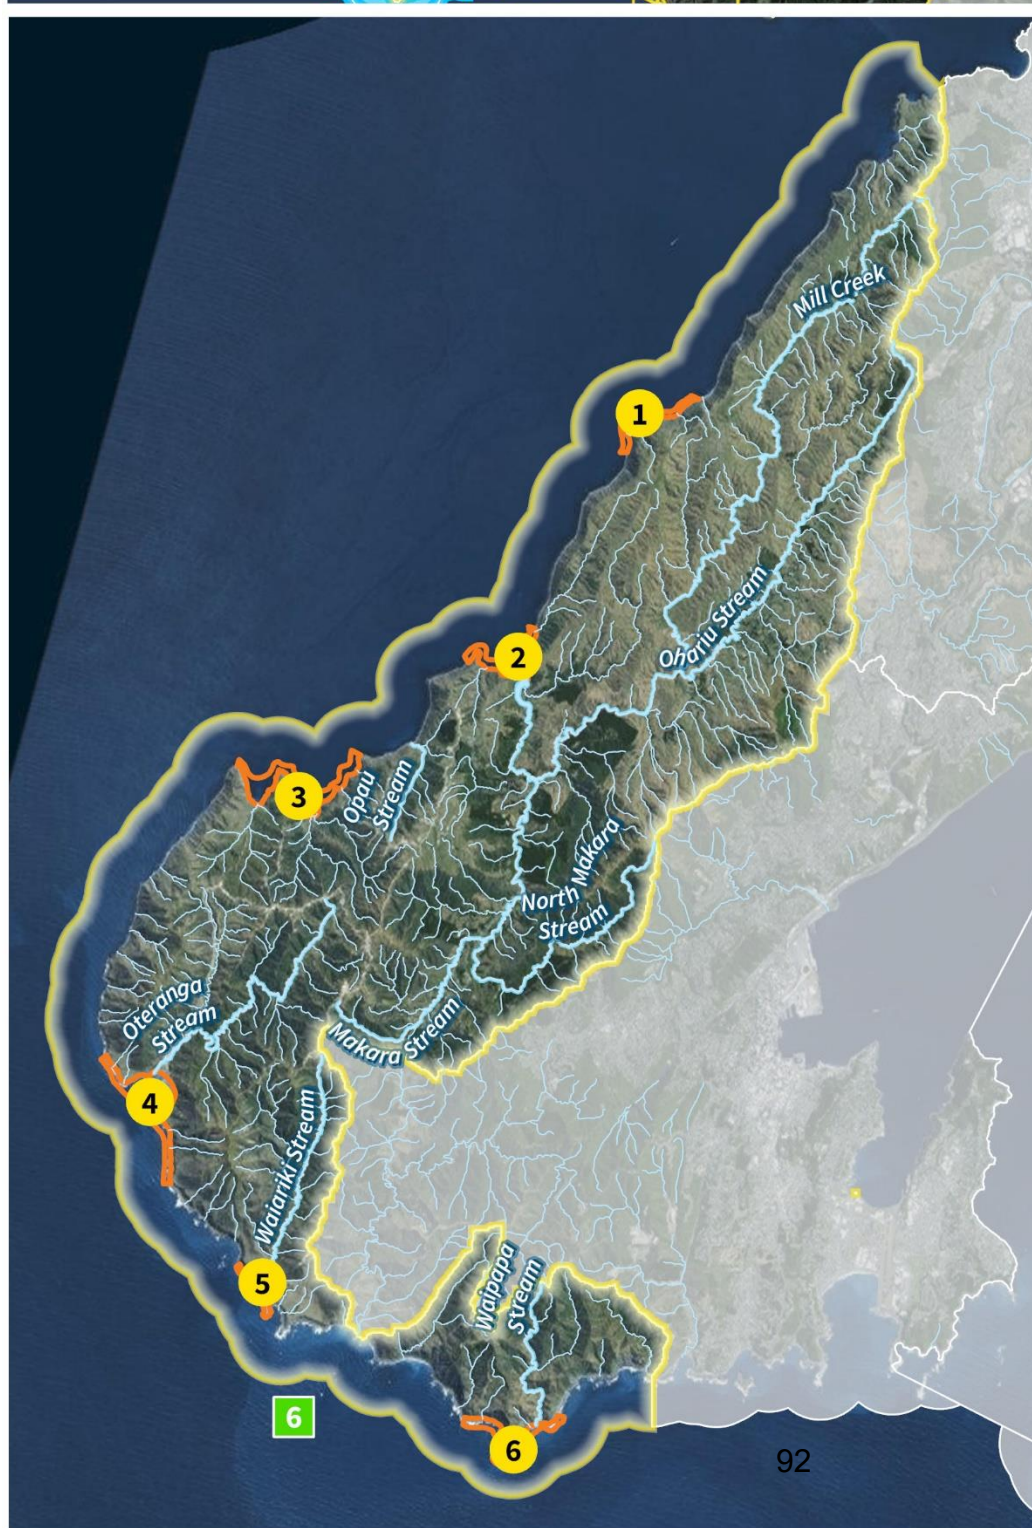 Mill Creek
1
Ohariu Stream
2
3
Opau
Stream
North Makara
Stream
Makara Stream
Oteranga
Stream
4
Waiariki Stream
5
Waipapa
Stream
6
6
92